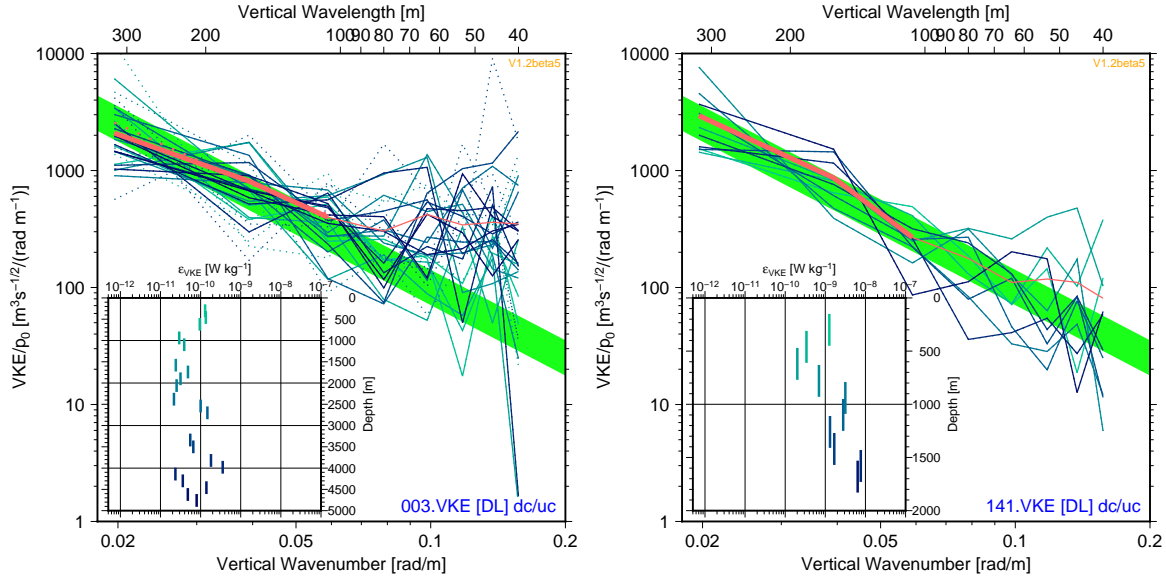 Vertical Wavelength [m]
300 200 100 90 80 70 60 50 40
V1.2beta5
VKE/p₀ [m³s⁻¹/²/(rad m⁻¹)]
10000
1000
100
10
1
ε_VKE [W kg⁻¹]
10⁻¹² 10⁻¹¹ 10⁻¹⁰ 10⁻⁹ 10⁻⁸ 10⁻⁷
0
500
1000
1500
2000
2500
3000
3500
4000
4500
5000
Depth [m]
003.VKE [DL] dc/uc
0.02 0.05 0.1 0.2
Vertical Wavenumber [rad/m]
Vertical Wavelength [m]
300 200 100 90 80 70 60 50 40
V1.2beta5
VKE/p₀ [m³s⁻¹/²/(rad m⁻¹)]
10000
1000
100
10
1
ε_VKE [W kg⁻¹]
10⁻¹² 10⁻¹¹ 10⁻¹⁰ 10⁻⁹ 10⁻⁸ 10⁻⁷
0
500
1000
1500
2000
Depth [m]
141.VKE [DL] dc/uc
0.02 0.05 0.1 0.2
Vertical Wavenumber [rad/m]